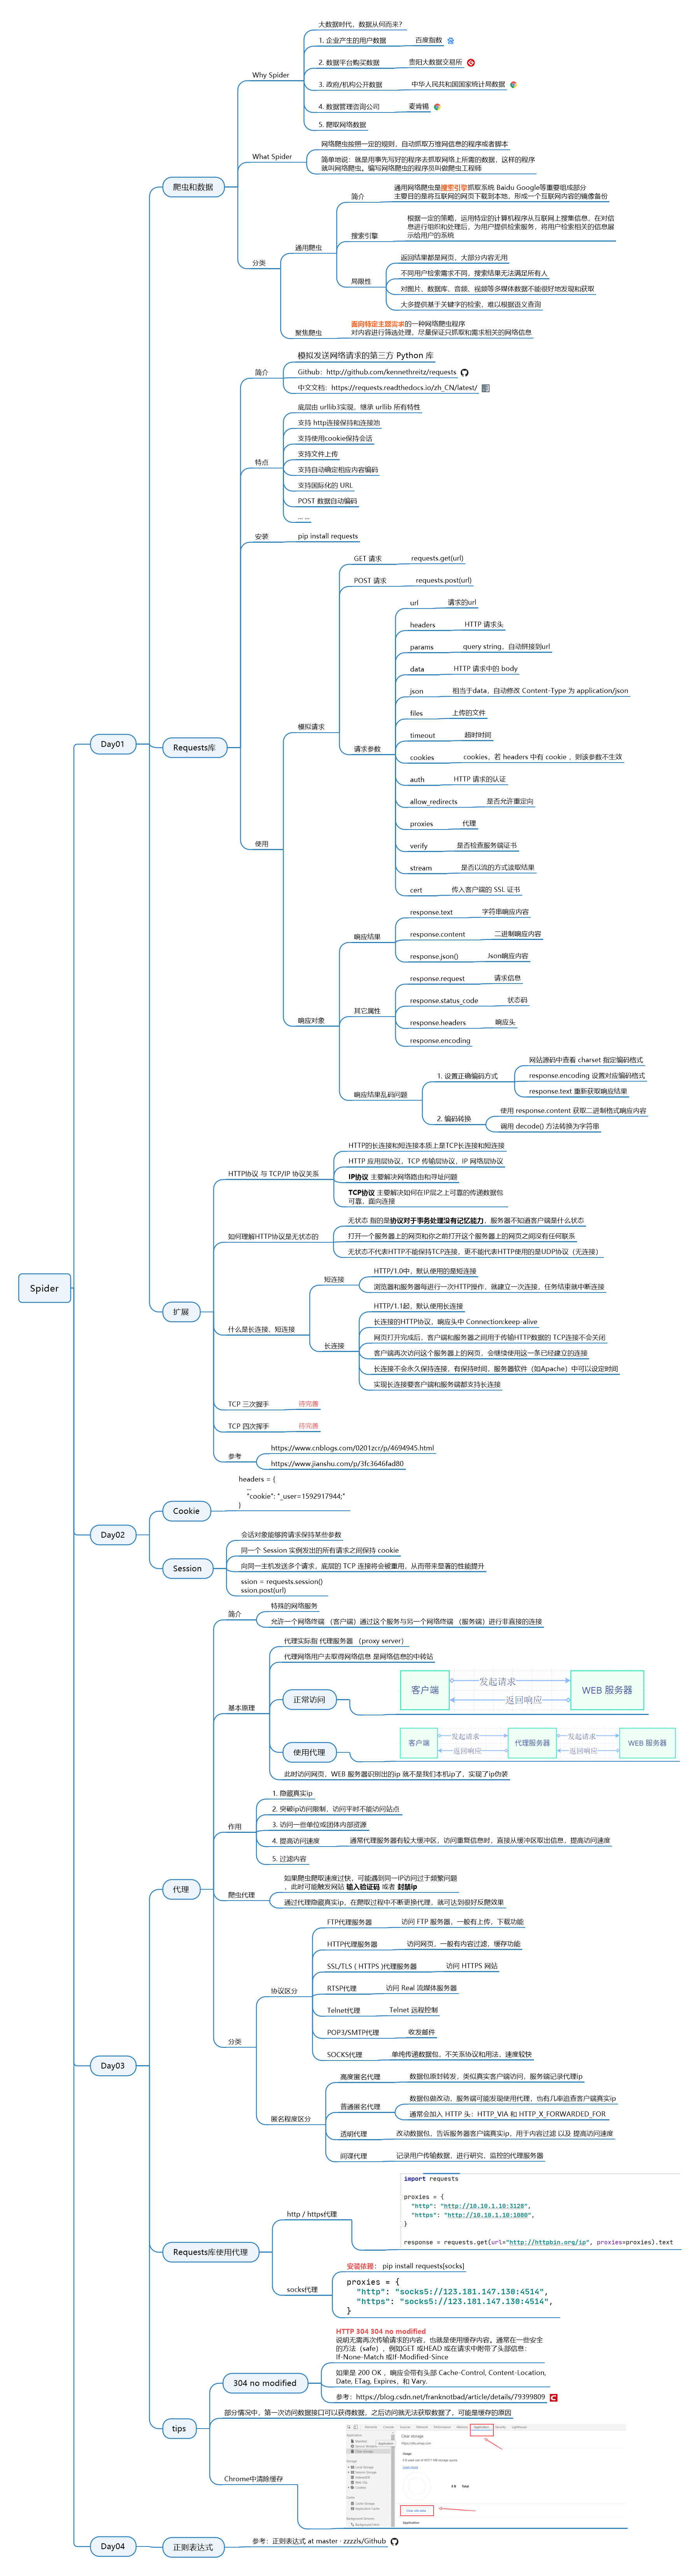 Spider
Day01
爬虫和数据
Why Spider
大数据时代，数据从何而来？
1. 企业产生的用户数据
百度指数
2. 数据平台购买数据
贵阳大数据交易所
3. 政府/机构公开数据
中华人民共和国国家统计局数据
4. 数据管理咨询公司
麦肯锡
5. 爬取网络数据
What Spider
网络爬虫按照一定的规则，自动抓取万维网信息的程序或者脚本
简单地说：就是用事先写好的程序去抓取网络上所需的数据，这样的程序
就叫网络爬虫。编写网络爬虫的程序员叫做爬虫工程师
分类
通用爬虫
简介
通用网络爬虫是搜索引擎抓取系统 Baidu Google等重要组成部分
主要目的是将互联网的网页下载到本地，形成一个互联网内容的镜像备份
搜索引擎
根据一定的策略，运用特定的计算机程序从互联网上搜集信息，在对信
息进行组织和处理后，为用户提供检索服务，将用户检索相关的信息展
示给用户的系统
局限性
返回结果都是网页，大部分内容无用
不同用户检索需求不同，搜索结果无法满足所有人
对图片、数据库、音频、视频等多媒体数据不能很好地发现和获取
大多提供基于关键字的检索，难以根据语义查询
聚焦爬虫
面向特定主题需求的一种网络爬虫程序
对内容进行筛选处理，尽量保证只抓取和需求相关的网络信息
Requests库
简介
模拟发送网络请求的第三方 Python 库
Github：http://github.com/kennethreitz/requests
中文文档：https://requests.readthedocs.io/zh_CN/latest/
特点
底层由 urllib3实现，继承 urllib 所有特性
支持 http连接保持和连接池
支持使用cookie保持会话
支持文件上传
支持自动确定相应内容编码
支持国际化的 URL
POST 数据自动编码
... ...
安装
pip install requests
使用
模拟请求
GET 请求
requests.get(url)
POST 请求
requests.post(url)
请求参数
url
请求的url
headers
HTTP 请求头
params
query string，自动拼接到url
data
HTTP 请求中的 body
json
相当于data，自动修改 Content-Type 为 application/json
files
上传的文件
timeout
超时时间
cookies
cookies，若 headers 中有 cookie ，则该参数不生效
auth
HTTP 请求的认证
allow_redirects
是否允许重定向
proxies
代理
verify
是否检查服务端证书
stream
是否以流的方式读取结果
cert
传入客户端的 SSL 证书
响应对象
响应结果
response.text
字符串响应内容
response.content
二进制响应内容
response.json()
Json响应内容
其它属性
response.request
请求信息
response.status_code
状态码
response.headers
响应头
response.encoding
响应结果乱码问题
1. 设置正确编码方式
网站源码中查看 charset 指定编码格式
response.encoding 设置对应编码格式
response.text 重新获取响应结果
2. 编码转换
使用 response.content 获取二进制格式响应内容
调用 decode() 方法转换为字符串
扩展
HTTP协议 与 TCP/IP 协议关系
HTTP的长连接和短连接本质上是TCP长连接和短连接
HTTP 应用层协议，TCP 传输层协议，IP 网络层协议
IP协议 主要解决网络路由和寻址问题
TCP协议 主要解决如何在IP层之上可靠的传递数据包
可靠、面向连接
如何理解HTTP协议是无状态的
无状态 指的是协议对于事务处理没有记忆能力，服务器不知道客户端是什么状态
打开一个服务器上的网页和你之前打开这个服务器上的网页之间没有任何联系
无状态不代表HTTP不能保持TCP连接，更不能代表HTTP使用的是UDP协议（无连接）
什么是长连接、短连接
短连接
HTTP/1.0中，默认使用的是短连接
浏览器和服务器每进行一次HTTP操作，就建立一次连接，任务结束就中断连接
长连接
HTTP/1.1起，默认使用长连接
长连接的HTTP协议，响应头中 Connection:keep-alive
网页打开完成后，客户端和服务器之间用于传输HTTP数据的 TCP连接不会关闭
客户端再次访问这个服务器上的网页，会继续使用这一条已经建立的连接
长连接不会永久保持连接，有保持时间，服务器软件（如Apache）中可以设定时间
实现长连接要客户端和服务端都支持长连接
TCP 三次握手
待完善
TCP 四次挥手
待完善
参考
https://www.cnblogs.com/0201zcr/p/4694945.html
https://www.jianshu.com/p/3fc3646fad80
Day02
Cookie
headers = {
...
"cookie": "_user=1592917944;"
}
Session
会话对象能够跨请求保持某些参数
同一个 Session 实例发出的所有请求之间保持 cookie
向同一主机发送多个请求，底层的 TCP 连接将会被重用，从而带来显著的性能提升
ssion = requests.session()
ssion.post(url)
Day03
代理
简介
特殊的网络服务
允许一个网络终端 （客户端）通过这个服务与另一个网络终端 （服务端）进行非直接的连接
基本原理
代理实际指 代理服务器 （proxy server）
代理网络用户去取得网络信息 是网络信息的中转站
正常访问
客户端
发起请求
返回响应
WEB 服务器
使用代理
客户端
发起请求
返回响应
代理服务器
发起请求
返回响应
WEB 服务器
此时访问网页，WEB 服务器识别出的ip 就不是我们本机ip了，实现了ip伪装
作用
1. 隐藏真实ip
2. 突破ip访问限制，访问平时不能访问站点
3. 访问一些单位或团体内部资源
4. 提高访问速度
通常代理服务器有较大缓冲区，访问重复信息时，直接从缓冲区取出信息，提高访问速度
5. 过滤内容
爬虫代理
如果爬虫爬取速度过快，可能遇到同一IP访问过于频繁问题
，此时可能触发网站 输入验证码 或者 封禁ip
通过代理隐藏真实ip，在爬取过程中不断更换代理，就可达到很好反爬效果
分类
协议区分
FTP代理服务器
访问 FTP 服务器，一般有上传，下载功能
HTTP代理服务器
访问网页，一般有内容过滤，缓存功能
SSL/TLS ( HTTPS )代理服务器
访问 HTTPS 网站
RTSP代理
访问 Real 流媒体服务器
Telnet代理
Telnet 远程控制
POP3/SMTP代理
收发邮件
SOCKS代理
单纯传递数据包，不关系协议和用法，速度较快
匿名程度区分
高度匿名代理
数据包原封转发，类似真实客户端访问，服务端记录代理ip
普通匿名代理
数据包做改动，服务端可能发现使用代理，也有几率追查客户端真实ip
通常会加入 HTTP 头：HTTP_VIA 和 HTTP_X_FORWARDED_FOR
透明代理
改动数据包，告诉服务器客户端真实ip，用于内容过滤 以及 提高访问速度
间谍代理
记录用户传输数据，进行研究，监控的代理服务器
Requests库使用代理
http / https代理
import requests
proxies = {
"http": "http://10.10.1.10:3128",
"https": "http://10.10.1.10:1080",
}
response = requests.get(url="http://httpbin.org/ip", proxies=proxies).text
socks代理
安装依赖： pip install requests[socks]
proxies = {
"http": "socks5://123.181.147.130:4514",
"https": "socks5://123.181.147.130:4514",
}
tips
304 no modified
HTTP 304 304 no modified
说明无需再次传输请求的内容，也就是使用缓存内容。通常在一些安全
的方法（safe），例如GET 或HEAD 或在请求中附带了头部信息：
If-None-Match 或If-Modified-Since
如果是 200 OK ，响应会带有头部 Cache-Control, Content-Location,
Date, ETag, Expires，和 Vary.
参考：https://blog.csdn.net/franknotbad/article/details/79399809
部分情况中，第一次访问数据接口可以获得数据，之后访问就无法获取数据了，可能是缓存的原因
Chrome中清除缓存
Application
Clear storage
Usage
Clear site data
Application
Day04
正则表达式
参考：正则表达式 at master · zzzzls/Github